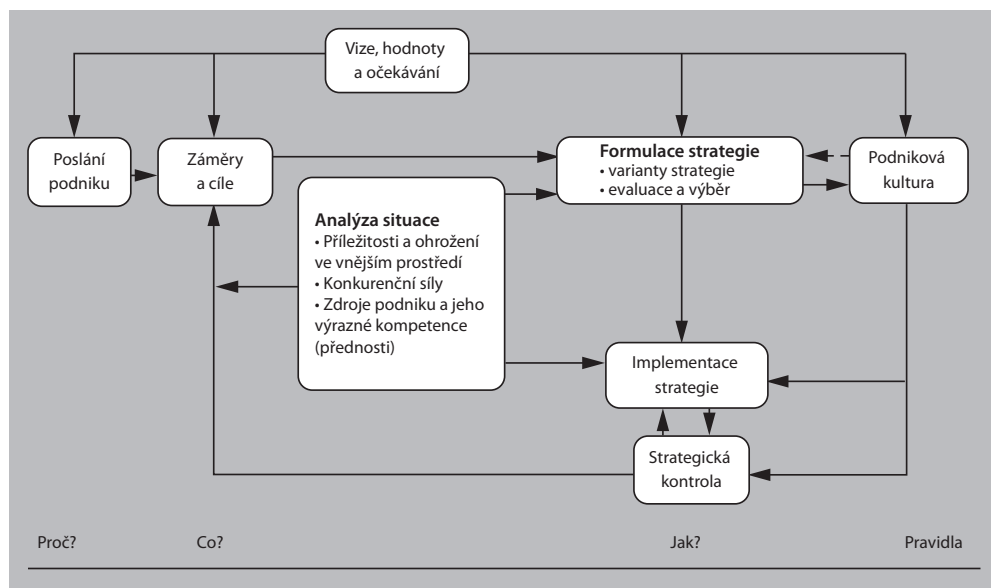 Vize, hodnoty
a očekávání
Poslání
podniku
Záměry
a cíle
Formulace strategie
• varianty strategie
• evaluace a výběr
Podniková
kultura
Analýza situace
• Příležitosti a ohrožení
ve vnějším prostředí
• Konkurenční síly
• Zdroje podniku a jeho
výrazné kompetence
(přednosti)
Implementace
strategie
Strategická
kontrola
Proč?
Co?
Jak?
Pravidla